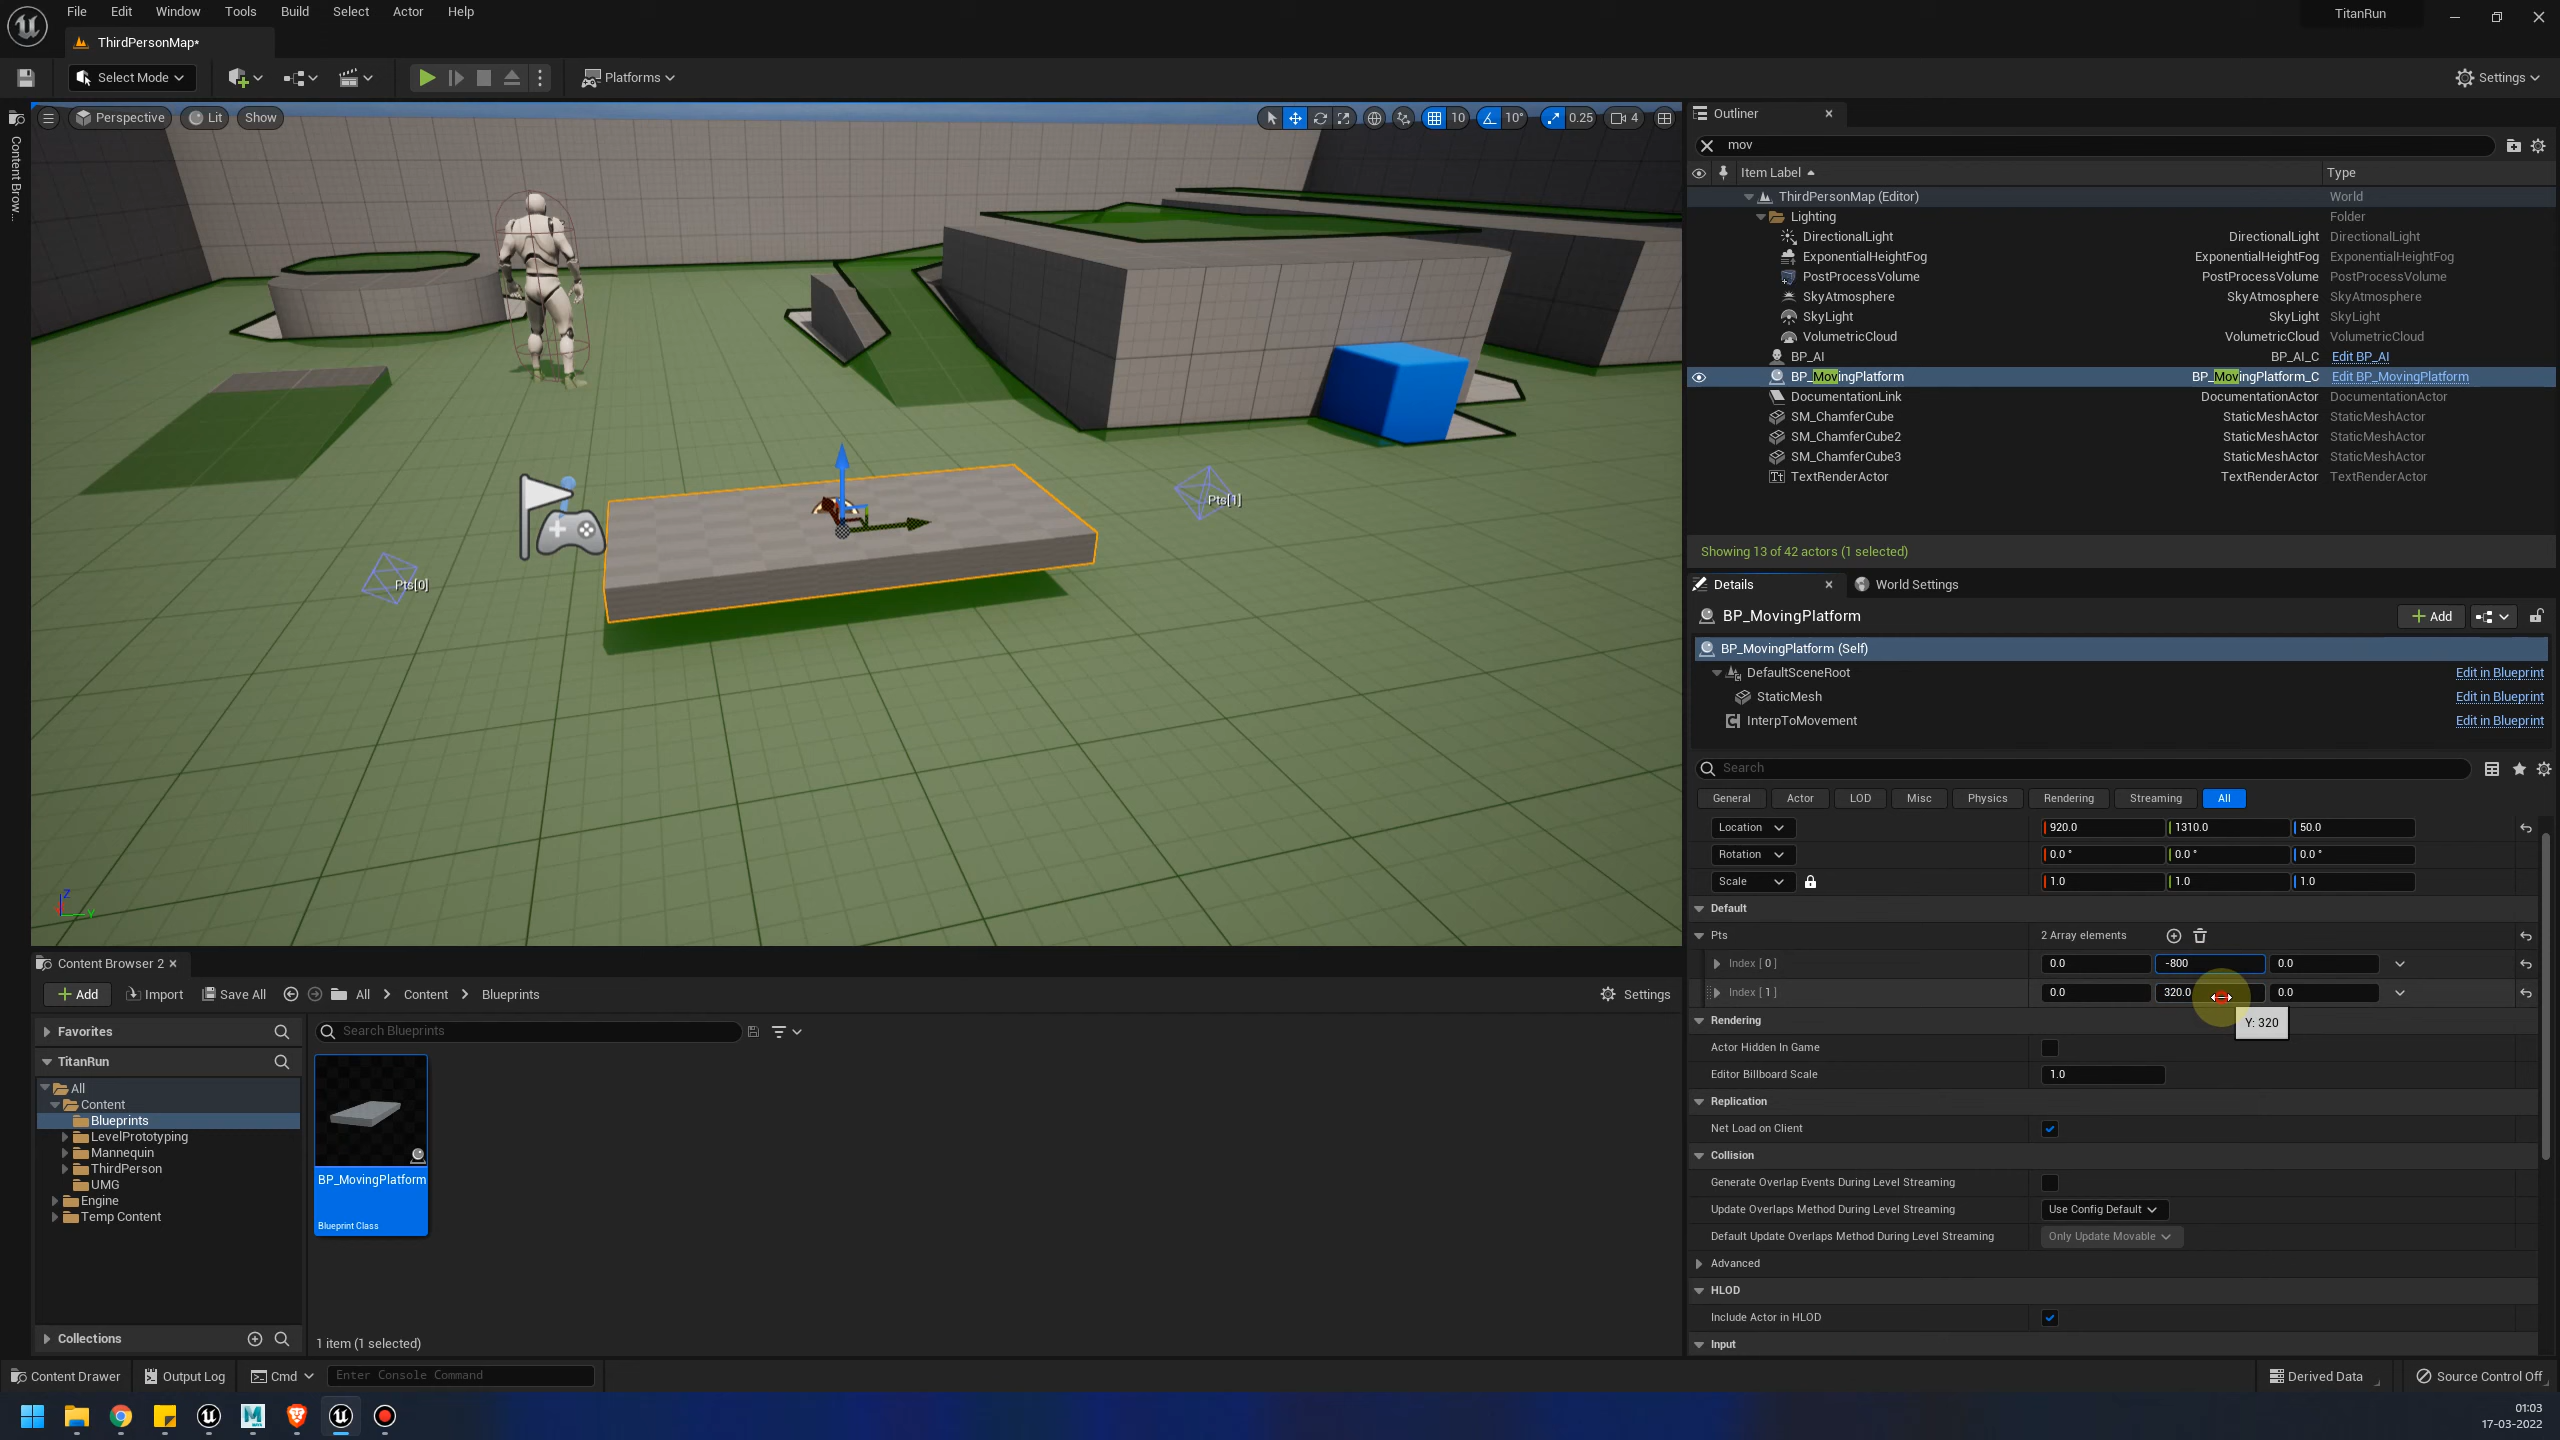 File Edit Window Tools Build Select Actor Help
TitanRun
ThirdPersonMap*
Select Mode
Platforms
Settings
Content Brow...
Perspective Lit Show
10 10° 0.25 4
Pts[0]
Pts[1]
Z
Y
Outliner
mov
Item Label Type
ThirdPersonMap (Editor) World
Lighting Folder
DirectionalLight DirectionalLight DirectionalLight
ExponentialHeightFog ExponentialHeightFog ExponentialHeightFog
PostProcessVolume PostProcessVolume PostProcessVolume
SkyAtmosphere SkyAtmosphere SkyAtmosphere
SkyLight SkyLight SkyLight
VolumetricCloud VolumetricCloud VolumetricCloud
BP_AI BP_AI_C Edit BP_AI
BP_MovingPlatform BP_MovingPlatform_C Edit BP_MovingPlatform
DocumentationLink DocumentationActor DocumentationActor
SM_ChamferCube StaticMeshActor StaticMeshActor
SM_ChamferCube2 StaticMeshActor StaticMeshActor
SM_ChamferCube3 StaticMeshActor StaticMeshActor
TextRenderActor TextRenderActor TextRenderActor
Showing 13 of 42 actors (1 selected)
Details World Settings
BP_MovingPlatform
Add
BP_MovingPlatform (Self)
DefaultSceneRoot Edit in Blueprint
StaticMesh Edit in Blueprint
InterpToMovement Edit in Blueprint
Search
General Actor LOD Misc Physics Rendering Streaming All
Location 920.0 1310.0 50.0
Rotation 0.0 ° 0.0 ° 0.0 °
Scale 1.0 1.0 1.0
Default
Pts 2 Array elements
Index [ 0 ] 0.0 -800 0.0
Index [ 1 ] 0.0 320.0 0.0
Y: 320
Rendering
Actor Hidden In Game
Editor Billboard Scale 1.0
Replication
Net Load on Client
Collision
Generate Overlap Events During Level Streaming
Update Overlaps Method During Level Streaming Use Config Default
Default Update Overlaps Method During Level Streaming Only Update Movable
Advanced
HLOD
Include Actor in HLOD
Input
Content Browser 2
Add Import Save All All Content Blueprints Settings
Favorites
TitanRun
All
Content
Blueprints
LevelPrototyping
Mannequin
ThirdPerson
UMG
Engine
Temp Content
Collections
Search Blueprints
BP_MovingPlatform
Blueprint Class
1 item (1 selected)
Content Drawer Output Log Cmd Enter Console Command
Derived Data Source Control Off
01:03
17-03-2022